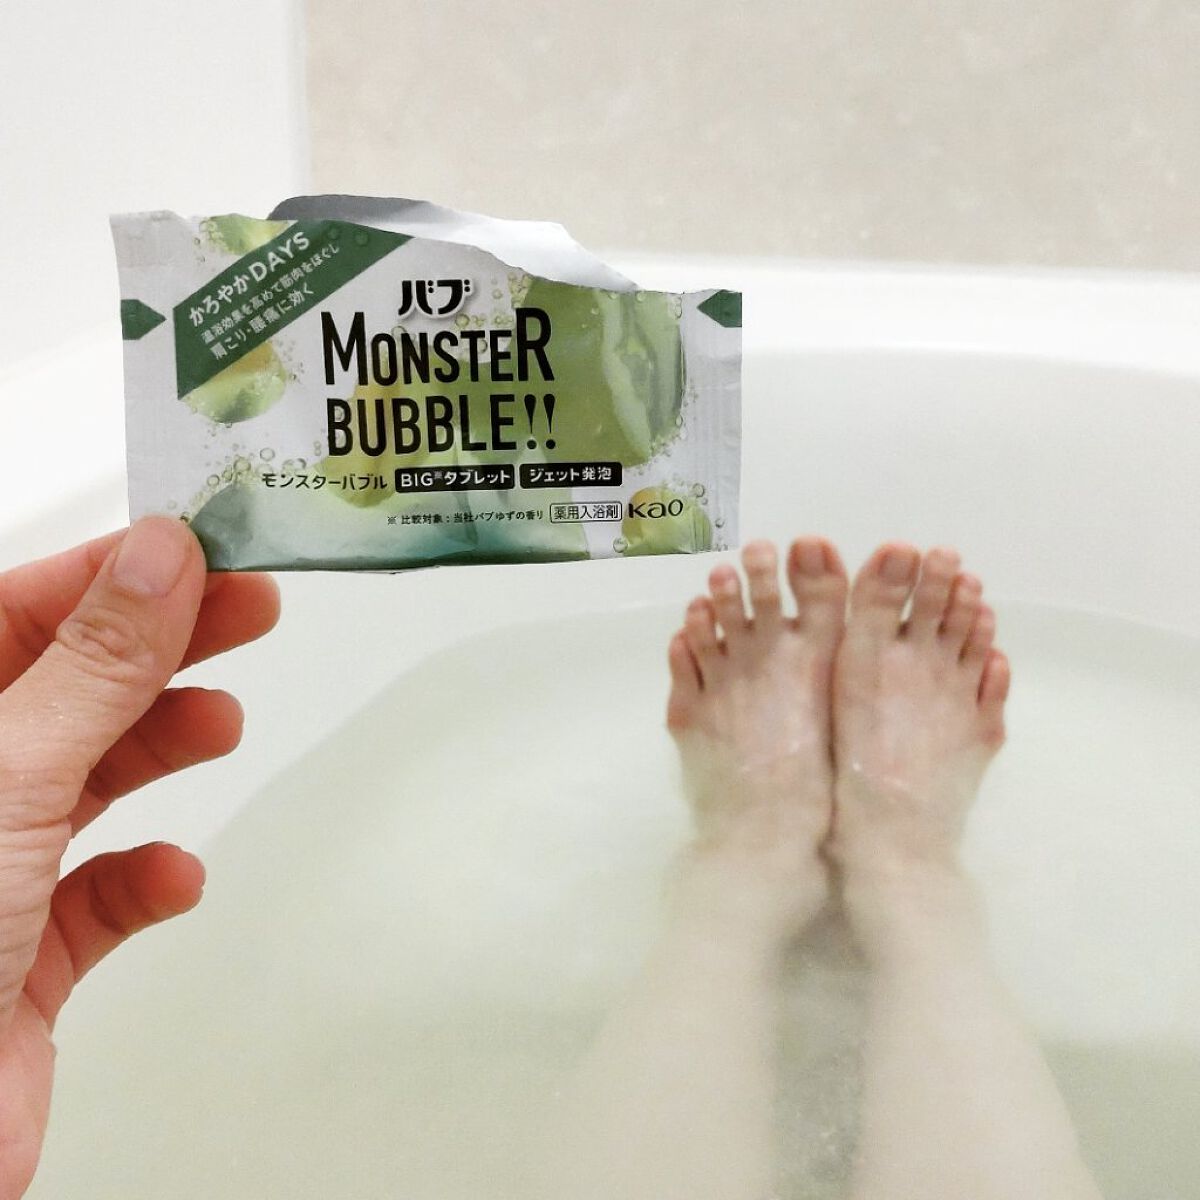 かろやかDAYS
温浴効果を高めて筋肉をほぐし
肩こり・腰痛に効く
バブ
MONSTER
BUBBLE!!
モンスターバブル BIG※タブレット ジェット発泡
※ 比較対象：当社バブゆずの香り 薬用入浴剤 Kao